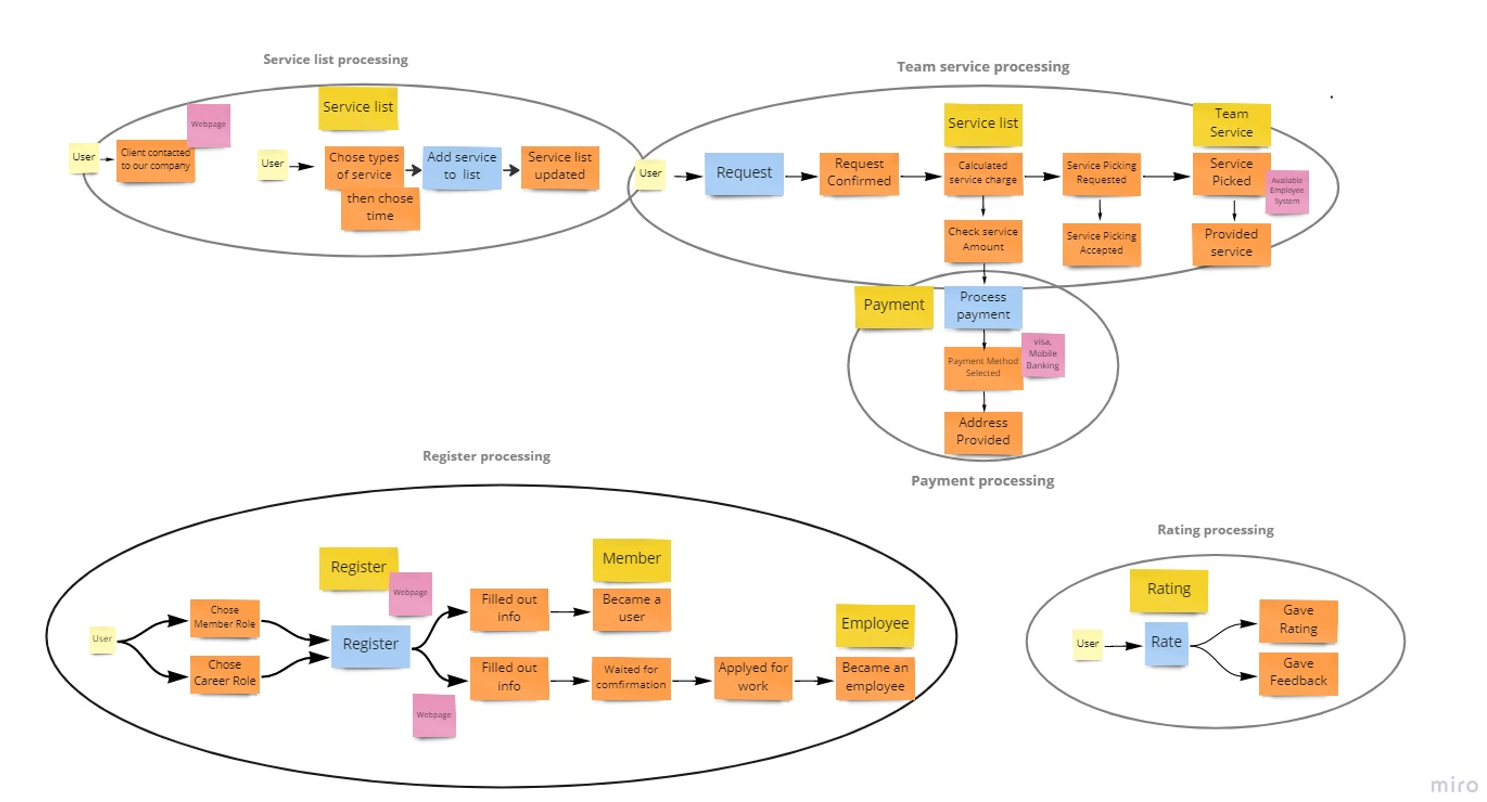 Service list processing
User
Client contacted
to our company
Webpage
Service list
User
Chose types
of service
then chose
time
Add service
to list
Service list
updated
Team service processing
User
Request
Request
Confirmed
Service list
Calculated
service charge
Check service
Amount
Service Picking
Requested
Service Picking
Accepted
Team
Service
Service
Picked
Available
Employee
System
Provided
service
Payment
Process
payment
Payment Method
Selected
visa,
Mobile
Banking
Address
Provided
Payment processing
Register processing
User
Chose
Member Role
Chose
Career Role
Register
Webpage
Register
Webpage
Filled out
info
Member
Became a
user
Filled out
info
Waited for
comfirmation
Applyed for
work
Employee
Became an
employee
Rating processing
Rating
User
Rate
Gave
Rating
Gave
Feedback
miro